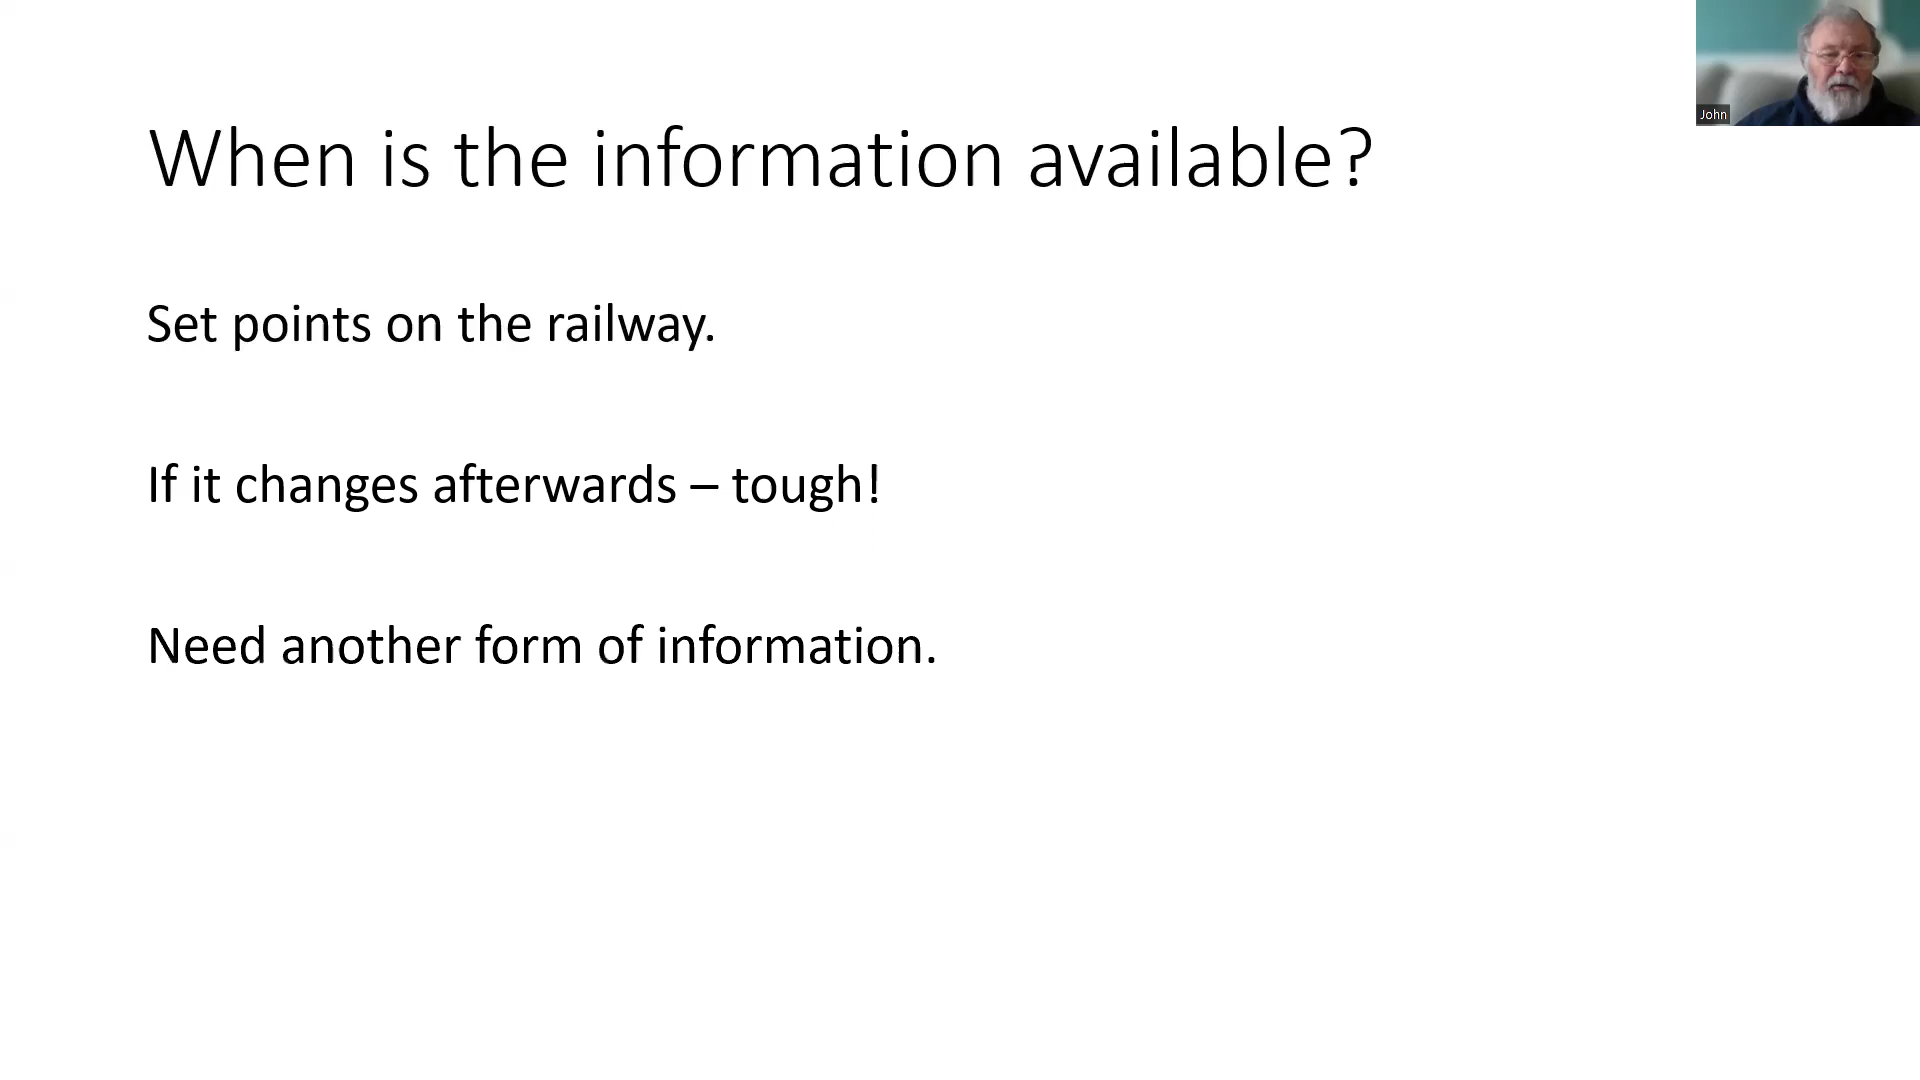 When is the information available?
Set points on the railway.
If it changes afterwards – tough!
Need another form of information.
John